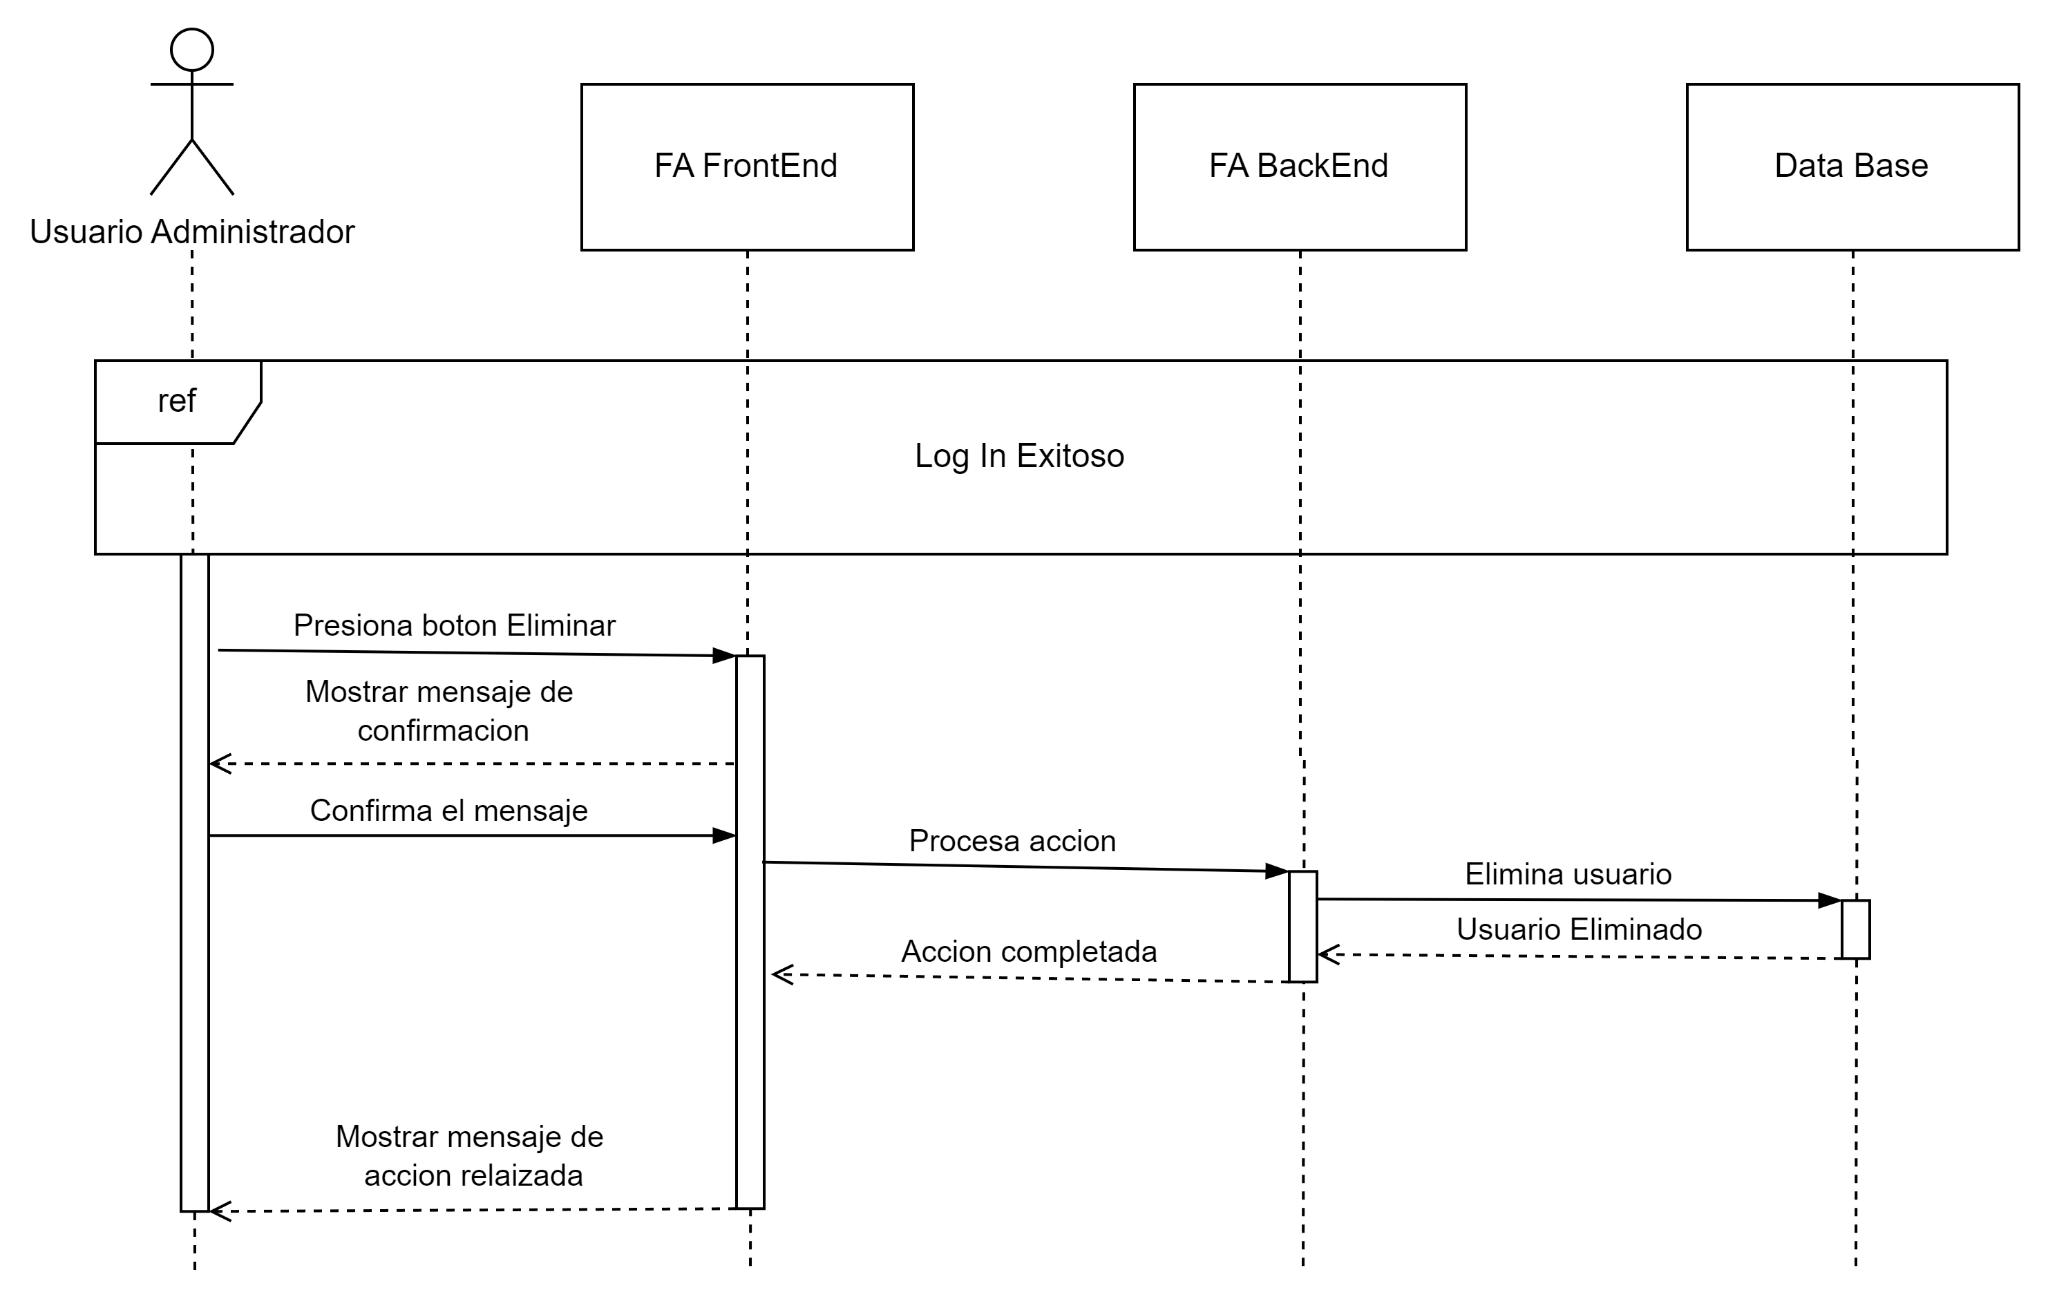 Usuario Administrador
FA FrontEnd
FA BackEnd
Data Base
ref
Log In Exitoso
Presiona boton Eliminar
Mostrar mensaje de
confirmacion
Confirma el mensaje
Procesa accion
Elimina usuario
Usuario Eliminado
Accion completada
Mostrar mensaje de
accion relaizada